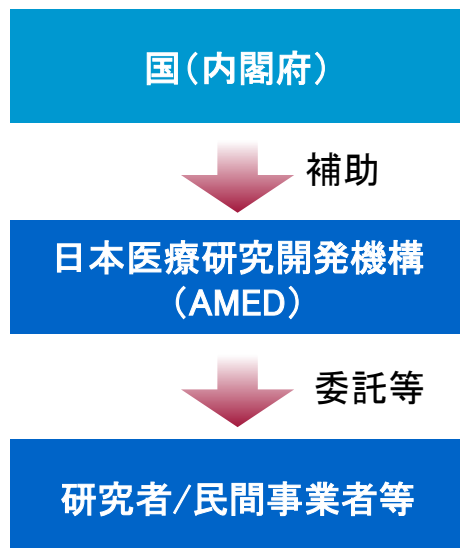 国（内閣府）
補助
日本医療研究開発機構
（AMED）
委託等
研究者/民間事業者等